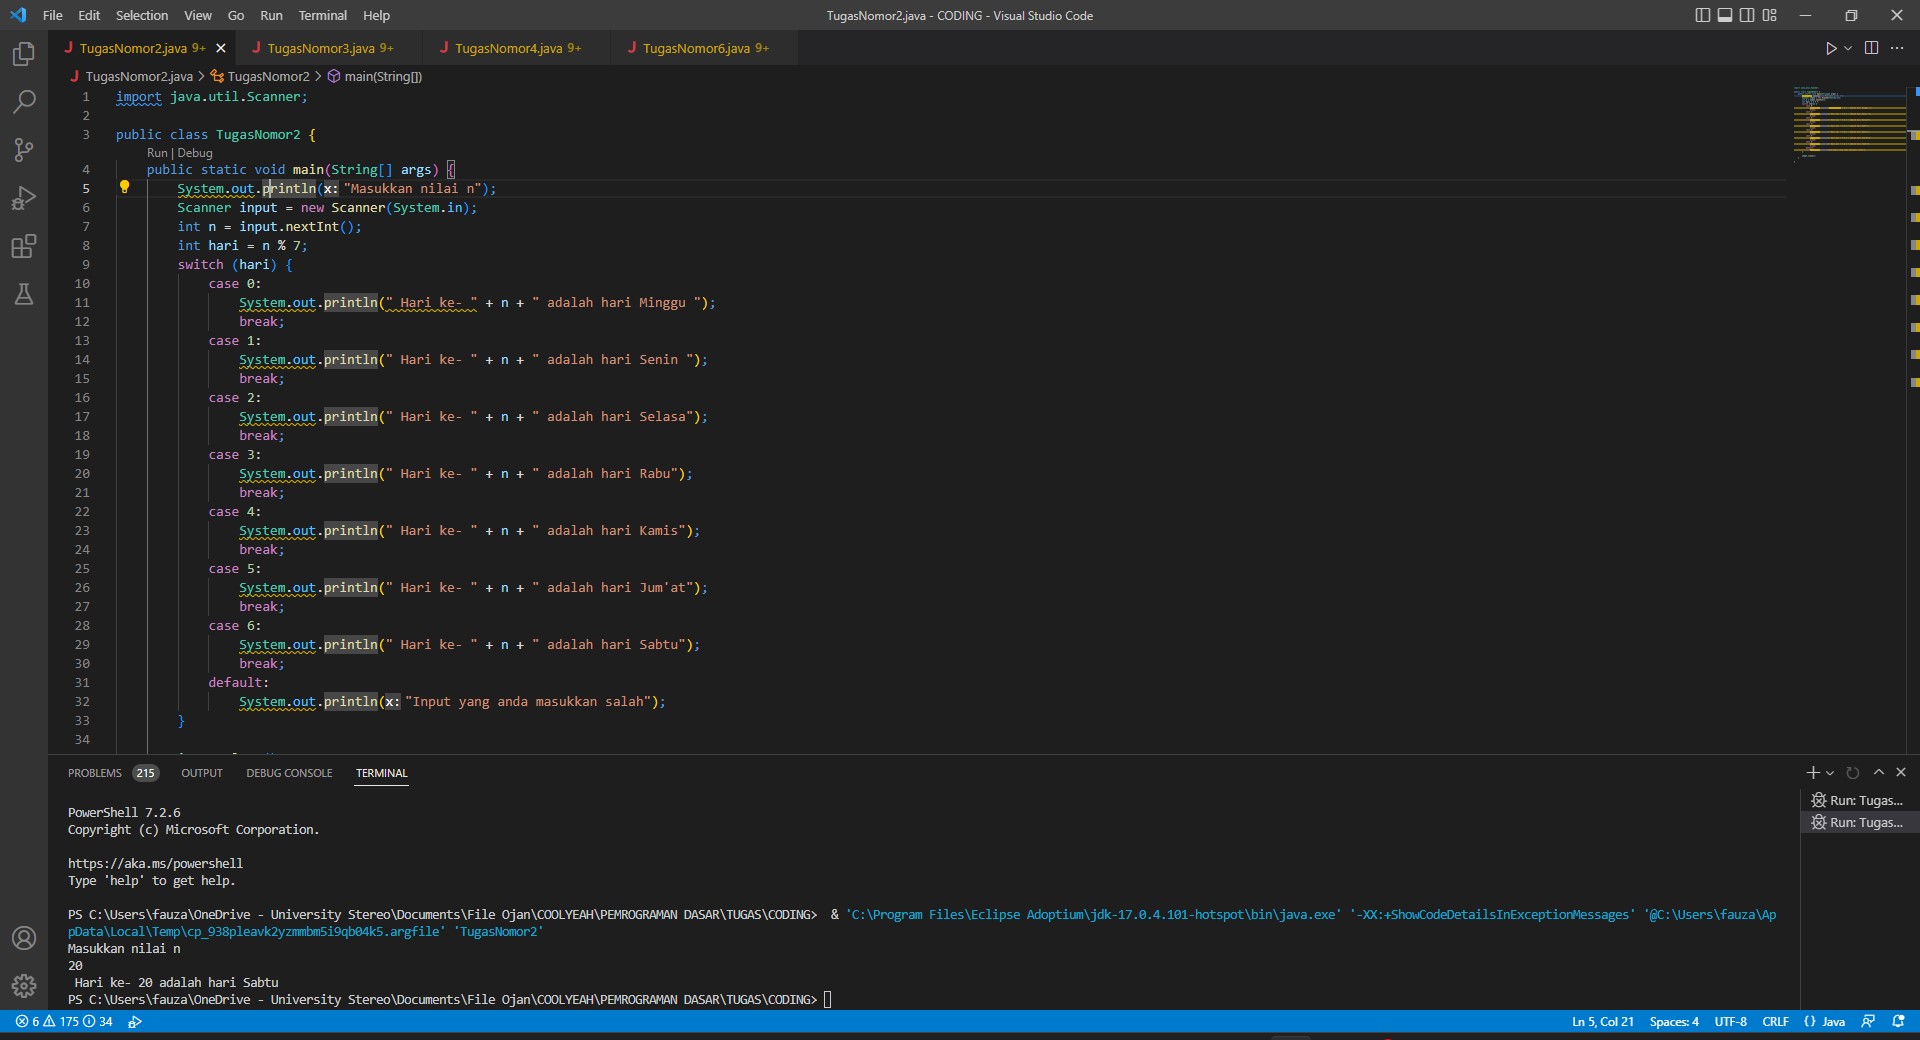 File Edit Selection View Go Run Terminal Help
TugasNomor2.java - CODING - Visual Studio Code
TugasNomor2.java 9+ TugasNomor3.java 9+ TugasNomor4.java 9+ TugasNomor6.java 9+
TugasNomor2.java > TugasNomor2 > main(String[])
1 import java.util.Scanner;
2
3 public class TugasNomor2 {
Run | Debug
4 public static void main(String[] args) {
5 System.out.println(x: "Masukkan nilai n");
6 Scanner input = new Scanner(System.in);
7 int n = input.nextInt();
8 int hari = n % 7;
9 switch (hari) {
10 case 0:
11 System.out.println(" Hari ke- " + n + " adalah hari Minggu ");
12 break;
13 case 1:
14 System.out.println(" Hari ke- " + n + " adalah hari Senin ");
15 break;
16 case 2:
17 System.out.println(" Hari ke- " + n + " adalah hari Selasa");
18 break;
19 case 3:
20 System.out.println(" Hari ke- " + n + " adalah hari Rabu");
21 break;
22 case 4:
23 System.out.println(" Hari ke- " + n + " adalah hari Kamis");
24 break;
25 case 5:
26 System.out.println(" Hari ke- " + n + " adalah hari Jum'at");
27 break;
28 case 6:
29 System.out.println(" Hari ke- " + n + " adalah hari Sabtu");
30 break;
31 default:
32 System.out.println(x: "Input yang anda masukkan salah");
33 }
34
PROBLEMS 215 OUTPUT DEBUG CONSOLE TERMINAL
Run: Tugas...
Run: Tugas...
PowerShell 7.2.6
Copyright (c) Microsoft Corporation.
https://aka.ms/powershell
Type 'help' to get help.
PS C:\Users\fauza\OneDrive - University Stereo\Documents\File Ojan\COOLYEAH\PEMROGRAMAN DASAR\TUGAS\CODING> & 'C:\Program Files\Eclipse Adoptium\jdk-17.0.4.101-hotspot\bin\java.exe' '-XX:+ShowCodeDetailsInExceptionMessages' '@C:\Users\fauza\Ap
pData\Local\Temp\cp_938pleavk2yzmmbm5i9qb04k5.argfile' 'TugasNomor2'
Masukkan nilai n
20
Hari ke- 20 adalah hari Sabtu
PS C:\Users\fauza\OneDrive - University Stereo\Documents\File Ojan\COOLYEAH\PEMROGRAMAN DASAR\TUGAS\CODING>
6 175 34 Ln 5, Col 21 Spaces: 4 UTF-8 CRLF {} Java